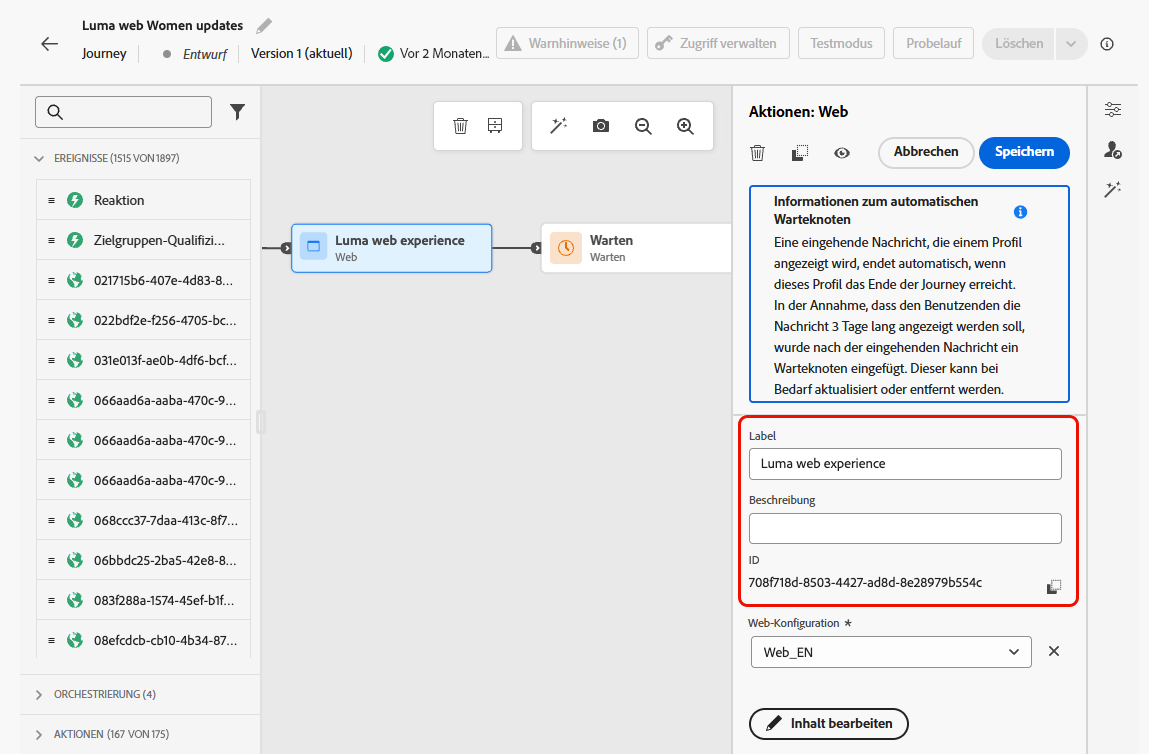 Luma web Women updates
Journey
Entwurf
Version 1 (aktuell)
Vor 2 Monaten...
Warnhinweise (1)
Zugriff verwalten
Testmodus
Probelauf
Löschen
EREIGNISSE (1515 VON 1897)
Reaktion
Zielgruppen-Qualifizi...
021715b6-407e-4d83-8...
022bdf2e-f256-4705-bc...
031e013f-ae0b-4df6-bcf...
066aad6a-aaba-470c-9...
066aad6a-aaba-470c-9...
066aad6a-aaba-470c-9...
068ccc37-7daa-413c-8f7...
06bbdc25-2ba5-42e8-8...
083f288a-1574-45ef-b1f...
08efcdcb-cb10-4b34-87...
ORCHESTRIERUNG (4)
AKTIONEN (167 VON 175)
Luma web experience
Web
Warten
Warten
Aktionen: Web
Abbrechen
Speichern
Informationen zum automatischen
Warteknoten
Eine eingehende Nachricht, die einem Profil
angezeigt wird, endet automatisch, wenn
dieses Profil das Ende der Journey erreicht.
In der Annahme, dass den Benutzenden die
Nachricht 3 Tage lang angezeigt werden soll,
wurde nach der eingehenden Nachricht ein
Warteknoten eingefügt. Dieser kann bei
Bedarf aktualisiert oder entfernt werden.
Label
Luma web experience
Beschreibung
ID
708f718d-8503-4427-ad8d-8e28979b554c
Web-Konfiguration *
Web_EN
Inhalt bearbeiten